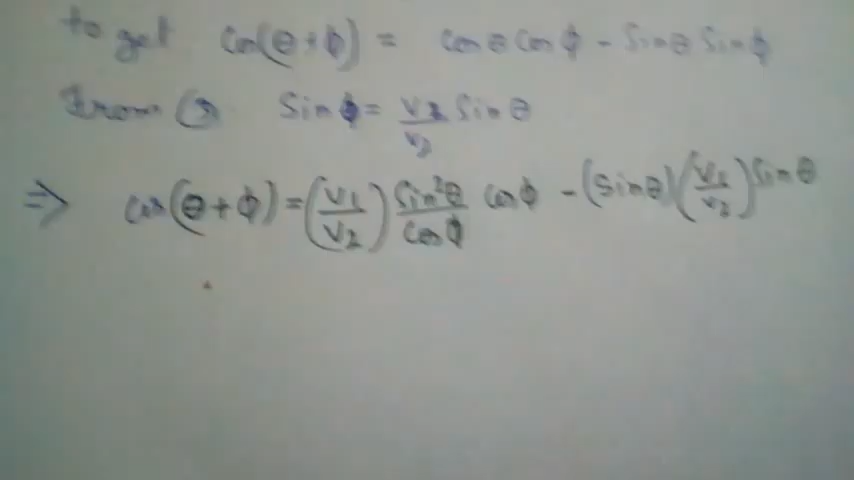 to get cos(θ+ϕ) = cosθ cosϕ - sinθ sinϕ
From (2) Sinϕ = V1/V2 Sinθ
⇒ cos(θ+ϕ) = (V1/V2) Sin²θ/cosϕ cosϕ - (Sinθ)(V1/V2) Sinθ